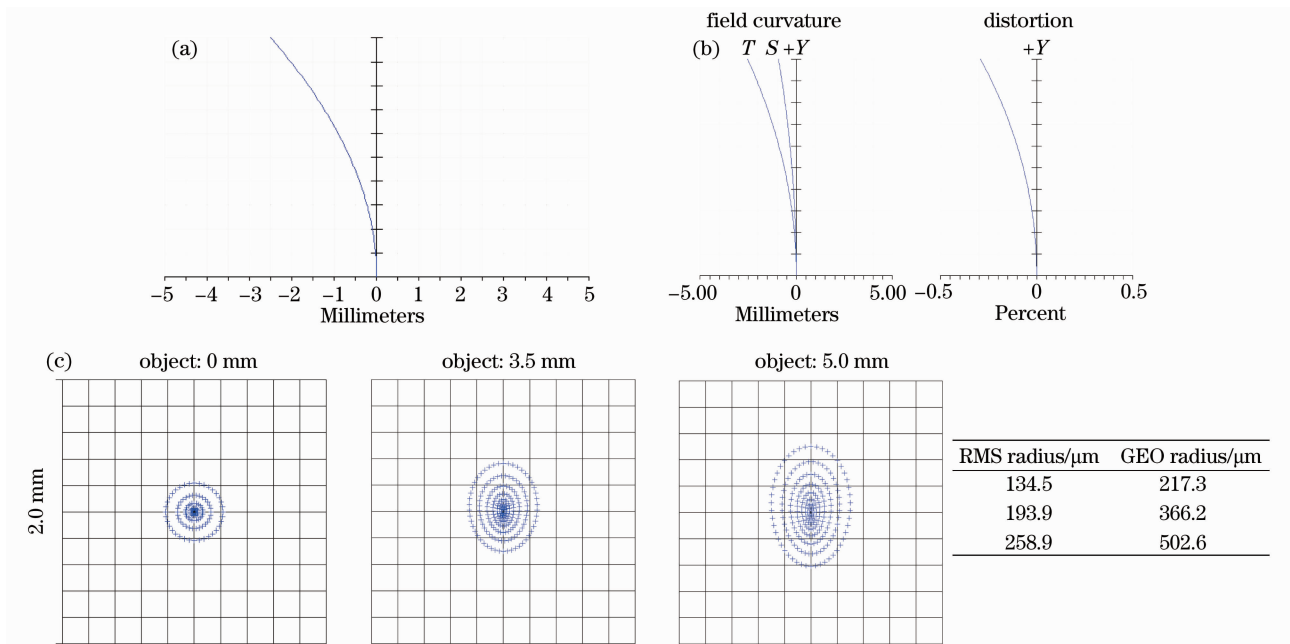 (a)
−5 −4 −3 −2 −1 0 1 2 3 4 5
Millimeters
field curvature
(b) T S +Y
−5.00 0 5.00
Millimeters
distortion
+Y
−0.5 0 0.5
Percent
(c)
object: 0 mm
object: 3.5 mm
object: 5.0 mm
2.0 mm
RMS radius/μm GEO radius/μm
134.5 217.3
193.9 366.2
258.9 502.6